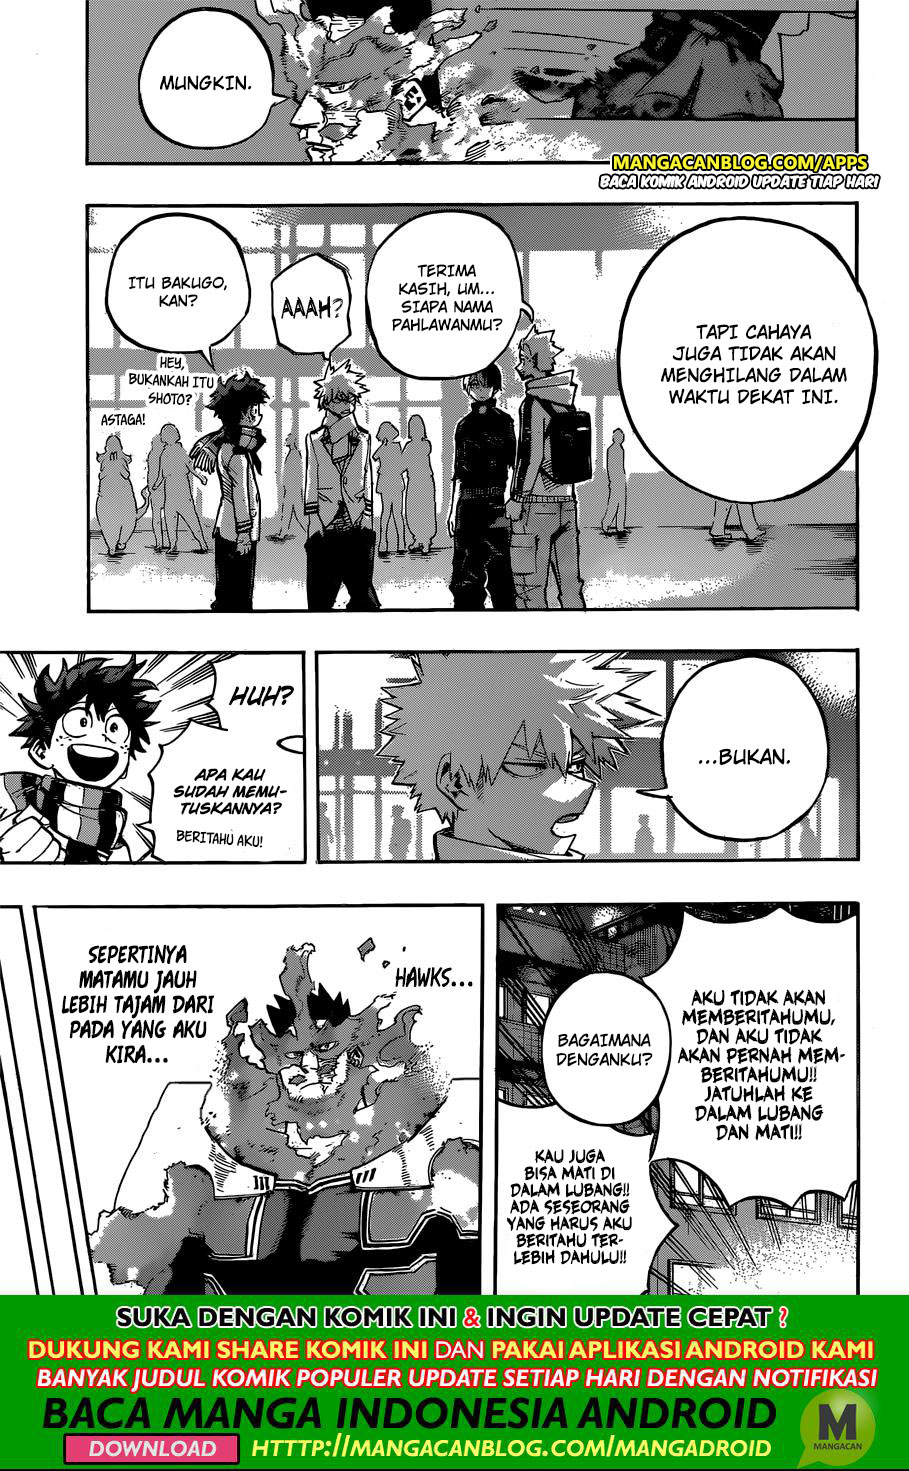 MUNGKIN.
MANGACANBLOG.COM/APPS
BACA KOMIK ANDROID UPDATE TIAP HARI
TAPI CAHAYA
JUGA TIDAK AKAN
MENGHILANG DALAM
WAKTU DEKAT INI.
TERIMA
KASIH, UM...
SIAPA NAMA
PAHLAWANMU?
AAAH?
ITU BAKUGO,
KAN?
HEY,
BUKANKAH ITU
SHOTO?
ASTAGA!
...BUKAN.
HUH?
APA KAU
SUDAH MEMU-
TUSKANNYA?
BERITAHU AKU!
AKU TIDAK AKAN
MEMBERITAHUMU,
DAN AKU TIDAK
AKAN PERNAH MEM-
BERITAHUMU!!
JATUHLAH KE
DALAM LUBANG
DAN MATI!!
BAGAIMANA
DENGANKU?
KAU JUGA
BISA MATI DI
DALAM LUBANG!!
ADA SESEORANG
YANG HARUS AKU
BERITAHU TER-
LEBIH DAHULU!!
HAWKS...
SEPERTINYA
MATAMU JAUH
LEBIH TAJAM DARI
PADA YANG AKU
KIRA...
SUKA DENGAN KOMIK INI & INGIN UPDATE CEPAT ?
DUKUNG KAMI SHARE KOMIK INI DAN PAKAI APLIKASI ANDROID KAMI
BANYAK JUDUL KOMIK POPULER UPDATE SETIAP HARI DENGAN NOTIFIKASI
BACA MANGA INDONESIA ANDROID
DOWNLOAD HTTTP://MANGACANBLOG.COM/MANGADROID
M
MANGACAN